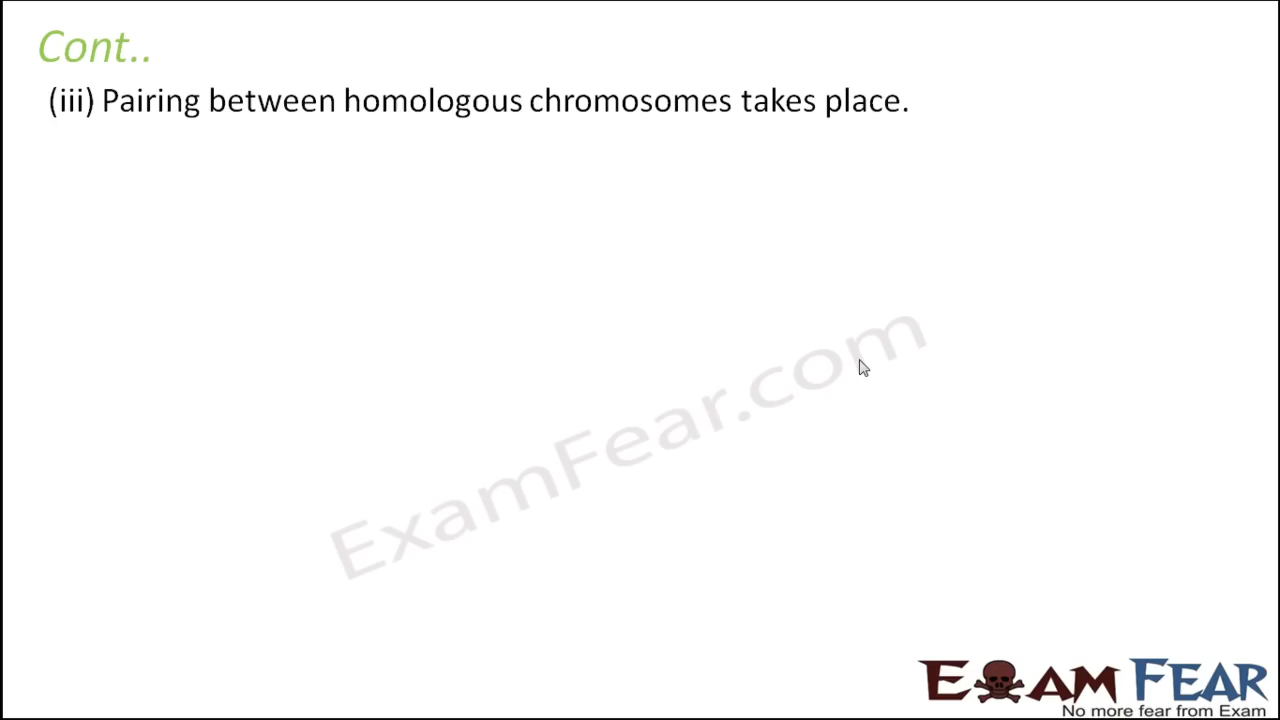 Cont..
(iii) Pairing between homologous chromosomes takes place.
ExamFear.com
EXAM FEAR
No more fear from Exam